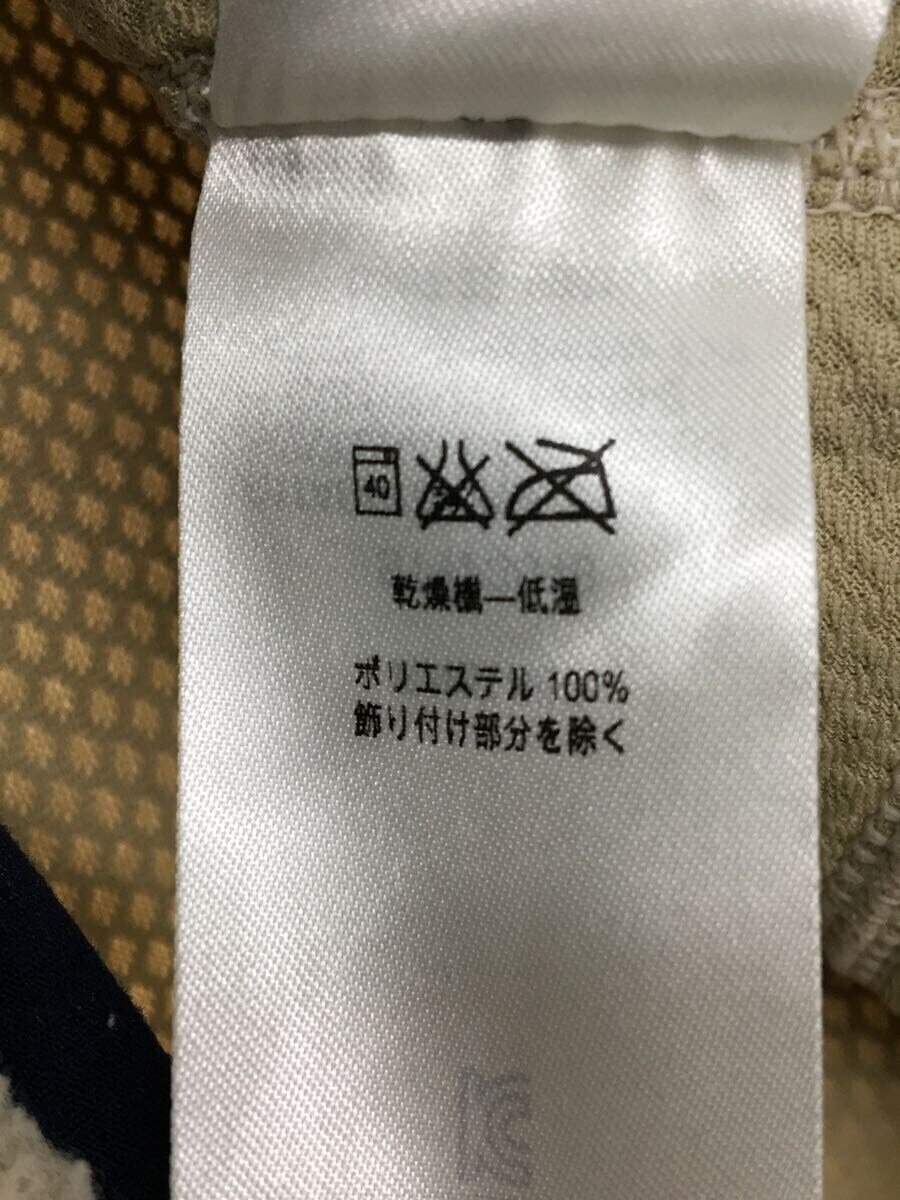 40
乾燥機—低温
ポリエステル 100%
飾り付け部分を除く